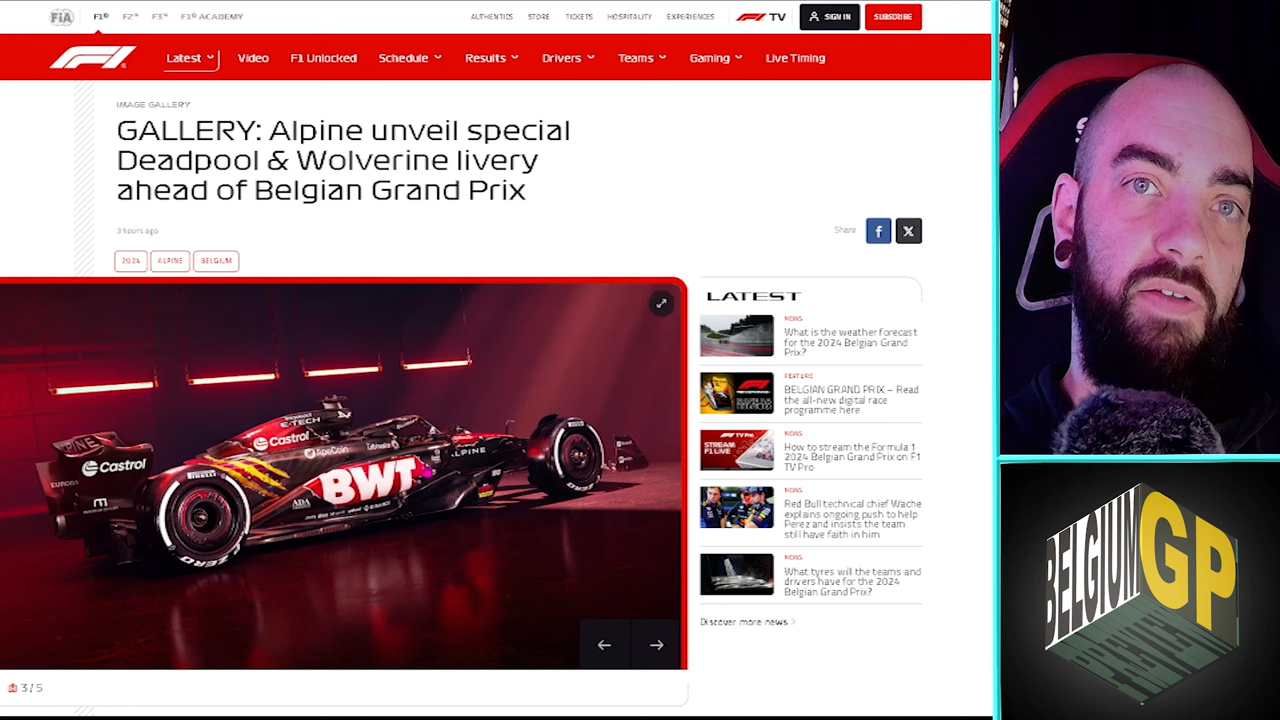 FiA
F1® F2™ F3™ F1® ACADEMY
AUTHENTICS STORE TICKETS HOSPITALITY EXPERIENCES F1 TV SIGN IN SUBSCRIBE
Latest Video F1 Unlocked Schedule Results Drivers Teams Gaming Live Timing
IMAGE GALLERY
GALLERY: Alpine unveil special
Deadpool & Wolverine livery
ahead of Belgian Grand Prix
3 hours ago
Share
2024 ALPINE BELGIUM
LATEST
NEWS
What is the weather forecast
for the 2024 Belgian Grand
Prix?
FEATURE
BELGIAN GRAND PRIX – Read
the all-new digital race
programme here
NEWS
How to stream the Formula 1
2024 Belgian Grand Prix on F1
TV Pro
STREAM
F1 LIVE
NEWS
Red Bull technical chief Wache
explains ongoing push to help
Perez and insists the team
still have faith in him
NEWS
What tyres will the teams and
drivers have for the 2024
Belgian Grand Prix?
Discover more news
E-TECH
Castrol
ApeCoin
ALPINE
Castrol
BWT
BINANCE
PIRELLI
P ZERO
3 / 5
BELGIUM
GP
PREVIEW